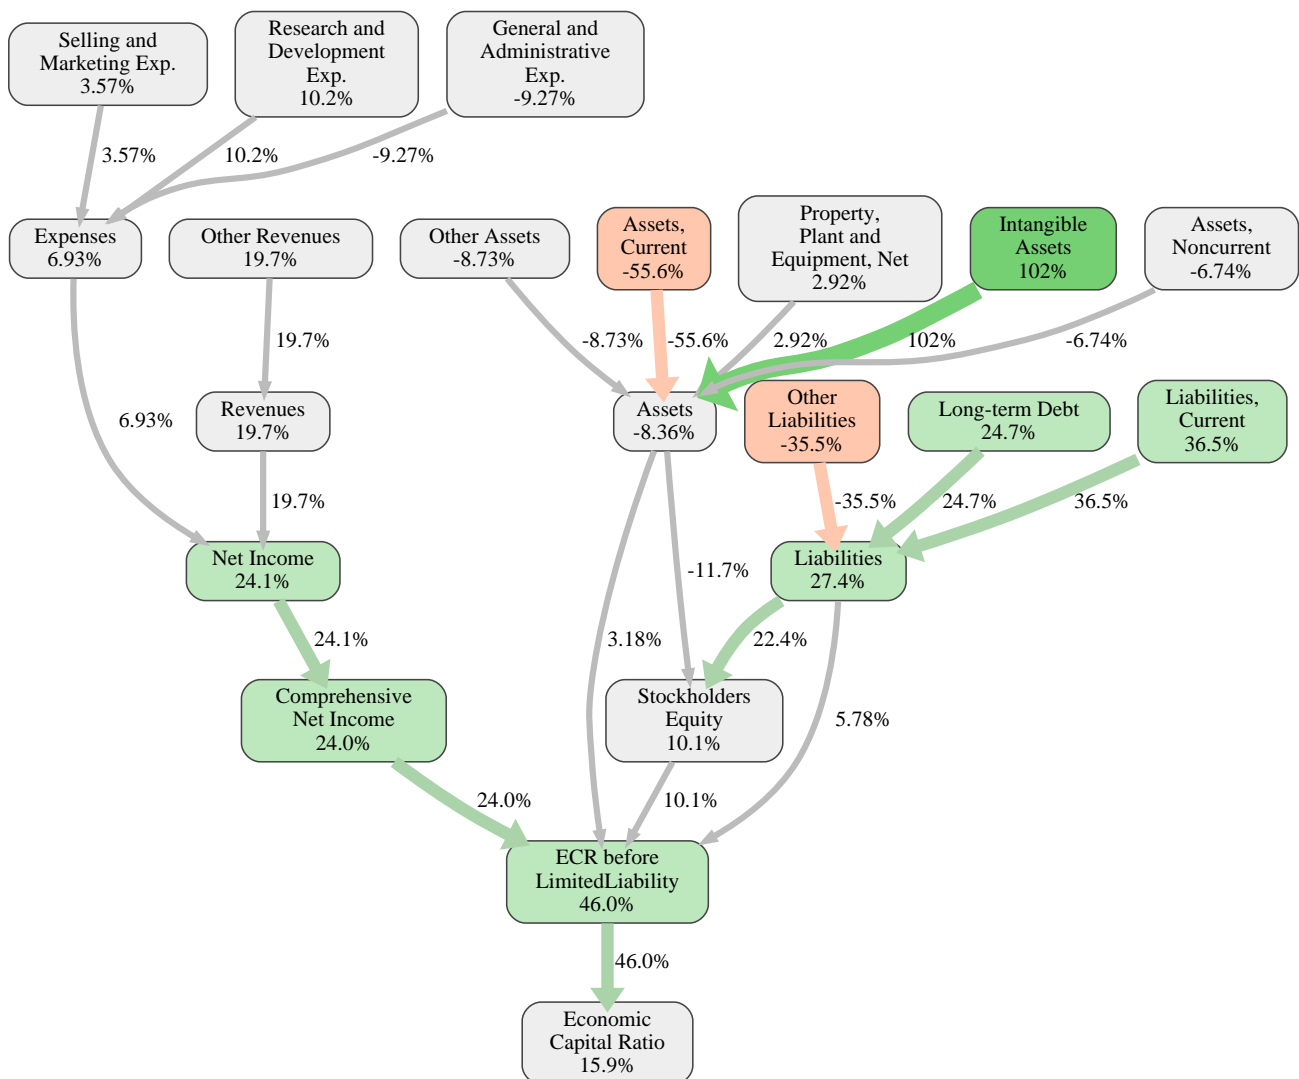 Selling and
Marketing Exp.
3.57%
Research and
Development
Exp.
10.2%
General and
Administrative
Exp.
-9.27%
3.57%
10.2%
-9.27%
Expenses
6.93%
Other Revenues
19.7%
Other Assets
-8.73%
Assets,
Current
-55.6%
Property,
Plant and
Equipment, Net
2.92%
Intangible
Assets
102%
Assets,
Noncurrent
-6.74%
19.7%
-8.73%
-55.6%
2.92%
102%
-6.74%
6.93%
Revenues
19.7%
Assets
-8.36%
Other
Liabilities
-35.5%
Long-term Debt
24.7%
Liabilities,
Current
36.5%
19.7%
-35.5%
24.7%
36.5%
Net Income
24.1%
-11.7%
Liabilities
27.4%
24.1%
3.18%
22.4%
Comprehensive
Net Income
24.0%
Stockholders
Equity
10.1%
5.78%
24.0%
10.1%
ECR before
LimitedLiability
46.0%
46.0%
Economic
Capital Ratio
15.9%